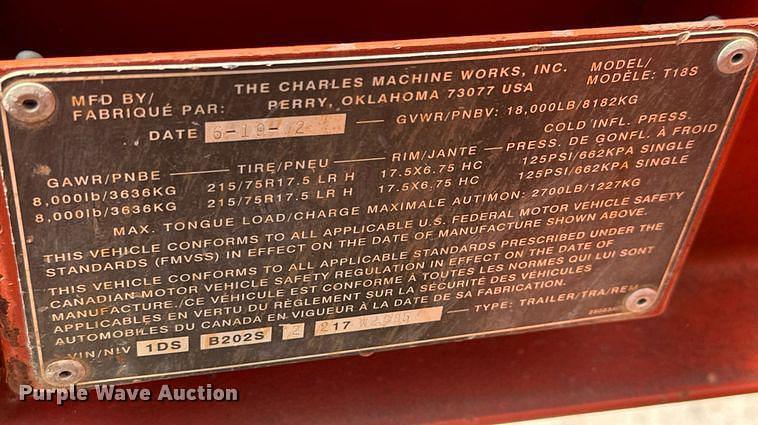 MFD BY/ THE CHARLES MACHINE WORKS, INC. MODEL/
FABRIQUÉ PAR: PERRY, OKLAHOMA 73077 USA MODÈLE: T18S
DATE 6-19-02 GVWR/PNBV: 18,000LB/8182KG
COLD INFL. PRESS.
GAWR/PNBE TIRE/PNEU RIM/JANTE PRESS. DE GONFL. À FROID
8,000lb/3636KG 215/75R17.5 LR H 17.5X6.75 HC 125PSI/662KPA SINGLE
8,000lb/3636KG 215/75R17.5 LR H 17.5X6.75 HC 125PSI/662KPA SINGLE
MAX. TONGUE LOAD/CHARGE MAXIMALE AUTIMON: 2700LB/1227KG
THIS VEHICLE CONFORMS TO ALL APPLICABLE U.S. FEDERAL MOTOR VEHICLE SAFETY
STANDARDS (FMVSS) IN EFFECT ON THE DATE OF MANUFACTURE SHOWN ABOVE.
THIS VEHICLE CONFORMS TO ALL APPLICABLE STANDARDS PRESCRIBED UNDER THE
CANADIAN MOTOR VEHICLE SAFETY REGULATION IN EFFECT ON THE DATE OF
MANUFACTURE./CE VÉHICULE EST CONFORME À TOUTES LES NORMES QUI LUI SONT
APPLICABLES EN VERTU DU RÈGLEMENT SUR LA SÉCURITÉ DES VÉHICULES
AUTOMOBILES DU CANADA EN VIGUEUR À LA DATE DE SA FABRICATION.
VIN/NIV 1DS B202S 2 217 TYPE: TRAILER/TRA/REM
Purple Wave Auction